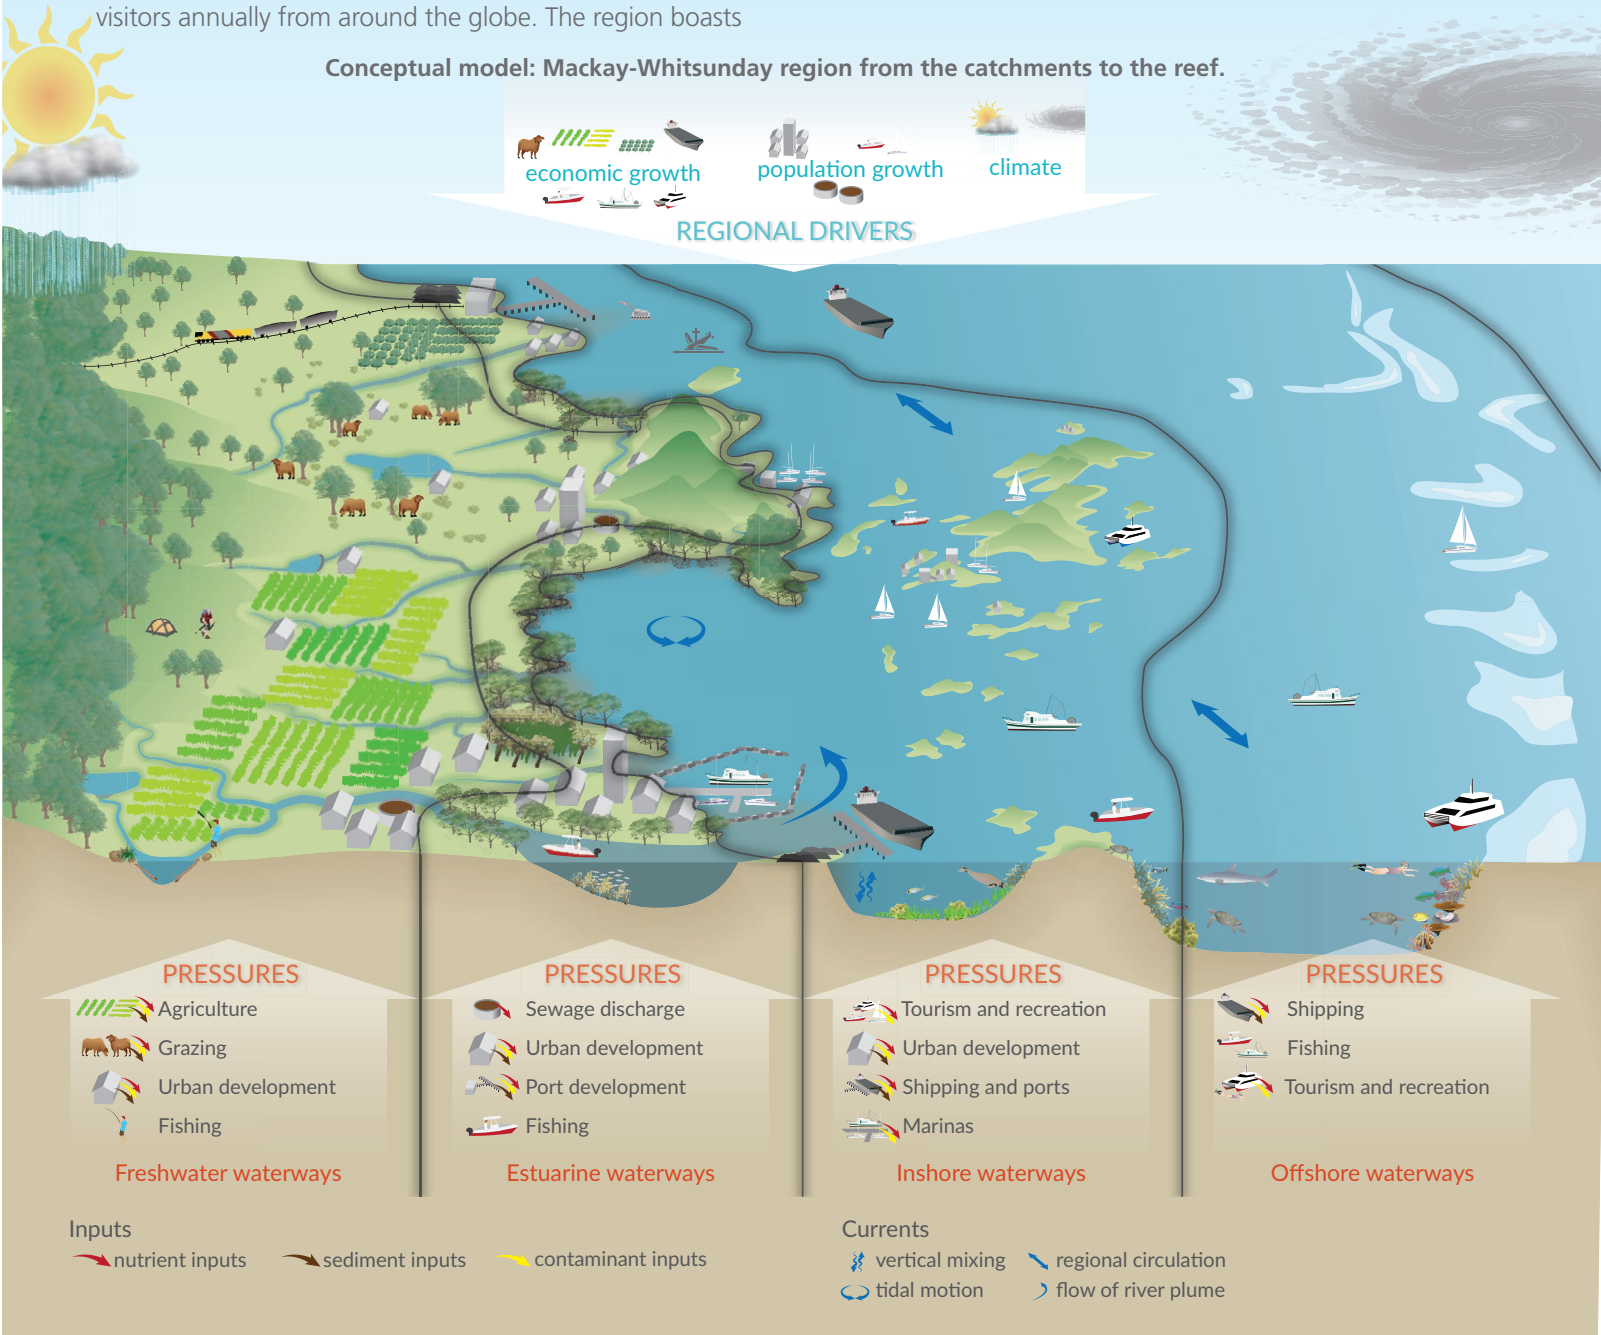 visitors annually from around the globe. The region boasts
Conceptual model: Mackay-Whitsunday region from the catchments to the reef.
economic growth
population growth
climate
REGIONAL DRIVERS
PRESSURES
Agriculture
Grazing
Urban development
Fishing
Freshwater waterways
PRESSURES
Sewage discharge
Urban development
Port development
Fishing
Estuarine waterways
PRESSURES
Tourism and recreation
Urban development
Shipping and ports
Marinas
Inshore waterways
PRESSURES
Shipping
Fishing
Tourism and recreation
Offshore waterways
Inputs
nutrient inputs
sediment inputs
contaminant inputs
Currents
vertical mixing
regional circulation
tidal motion
flow of river plume